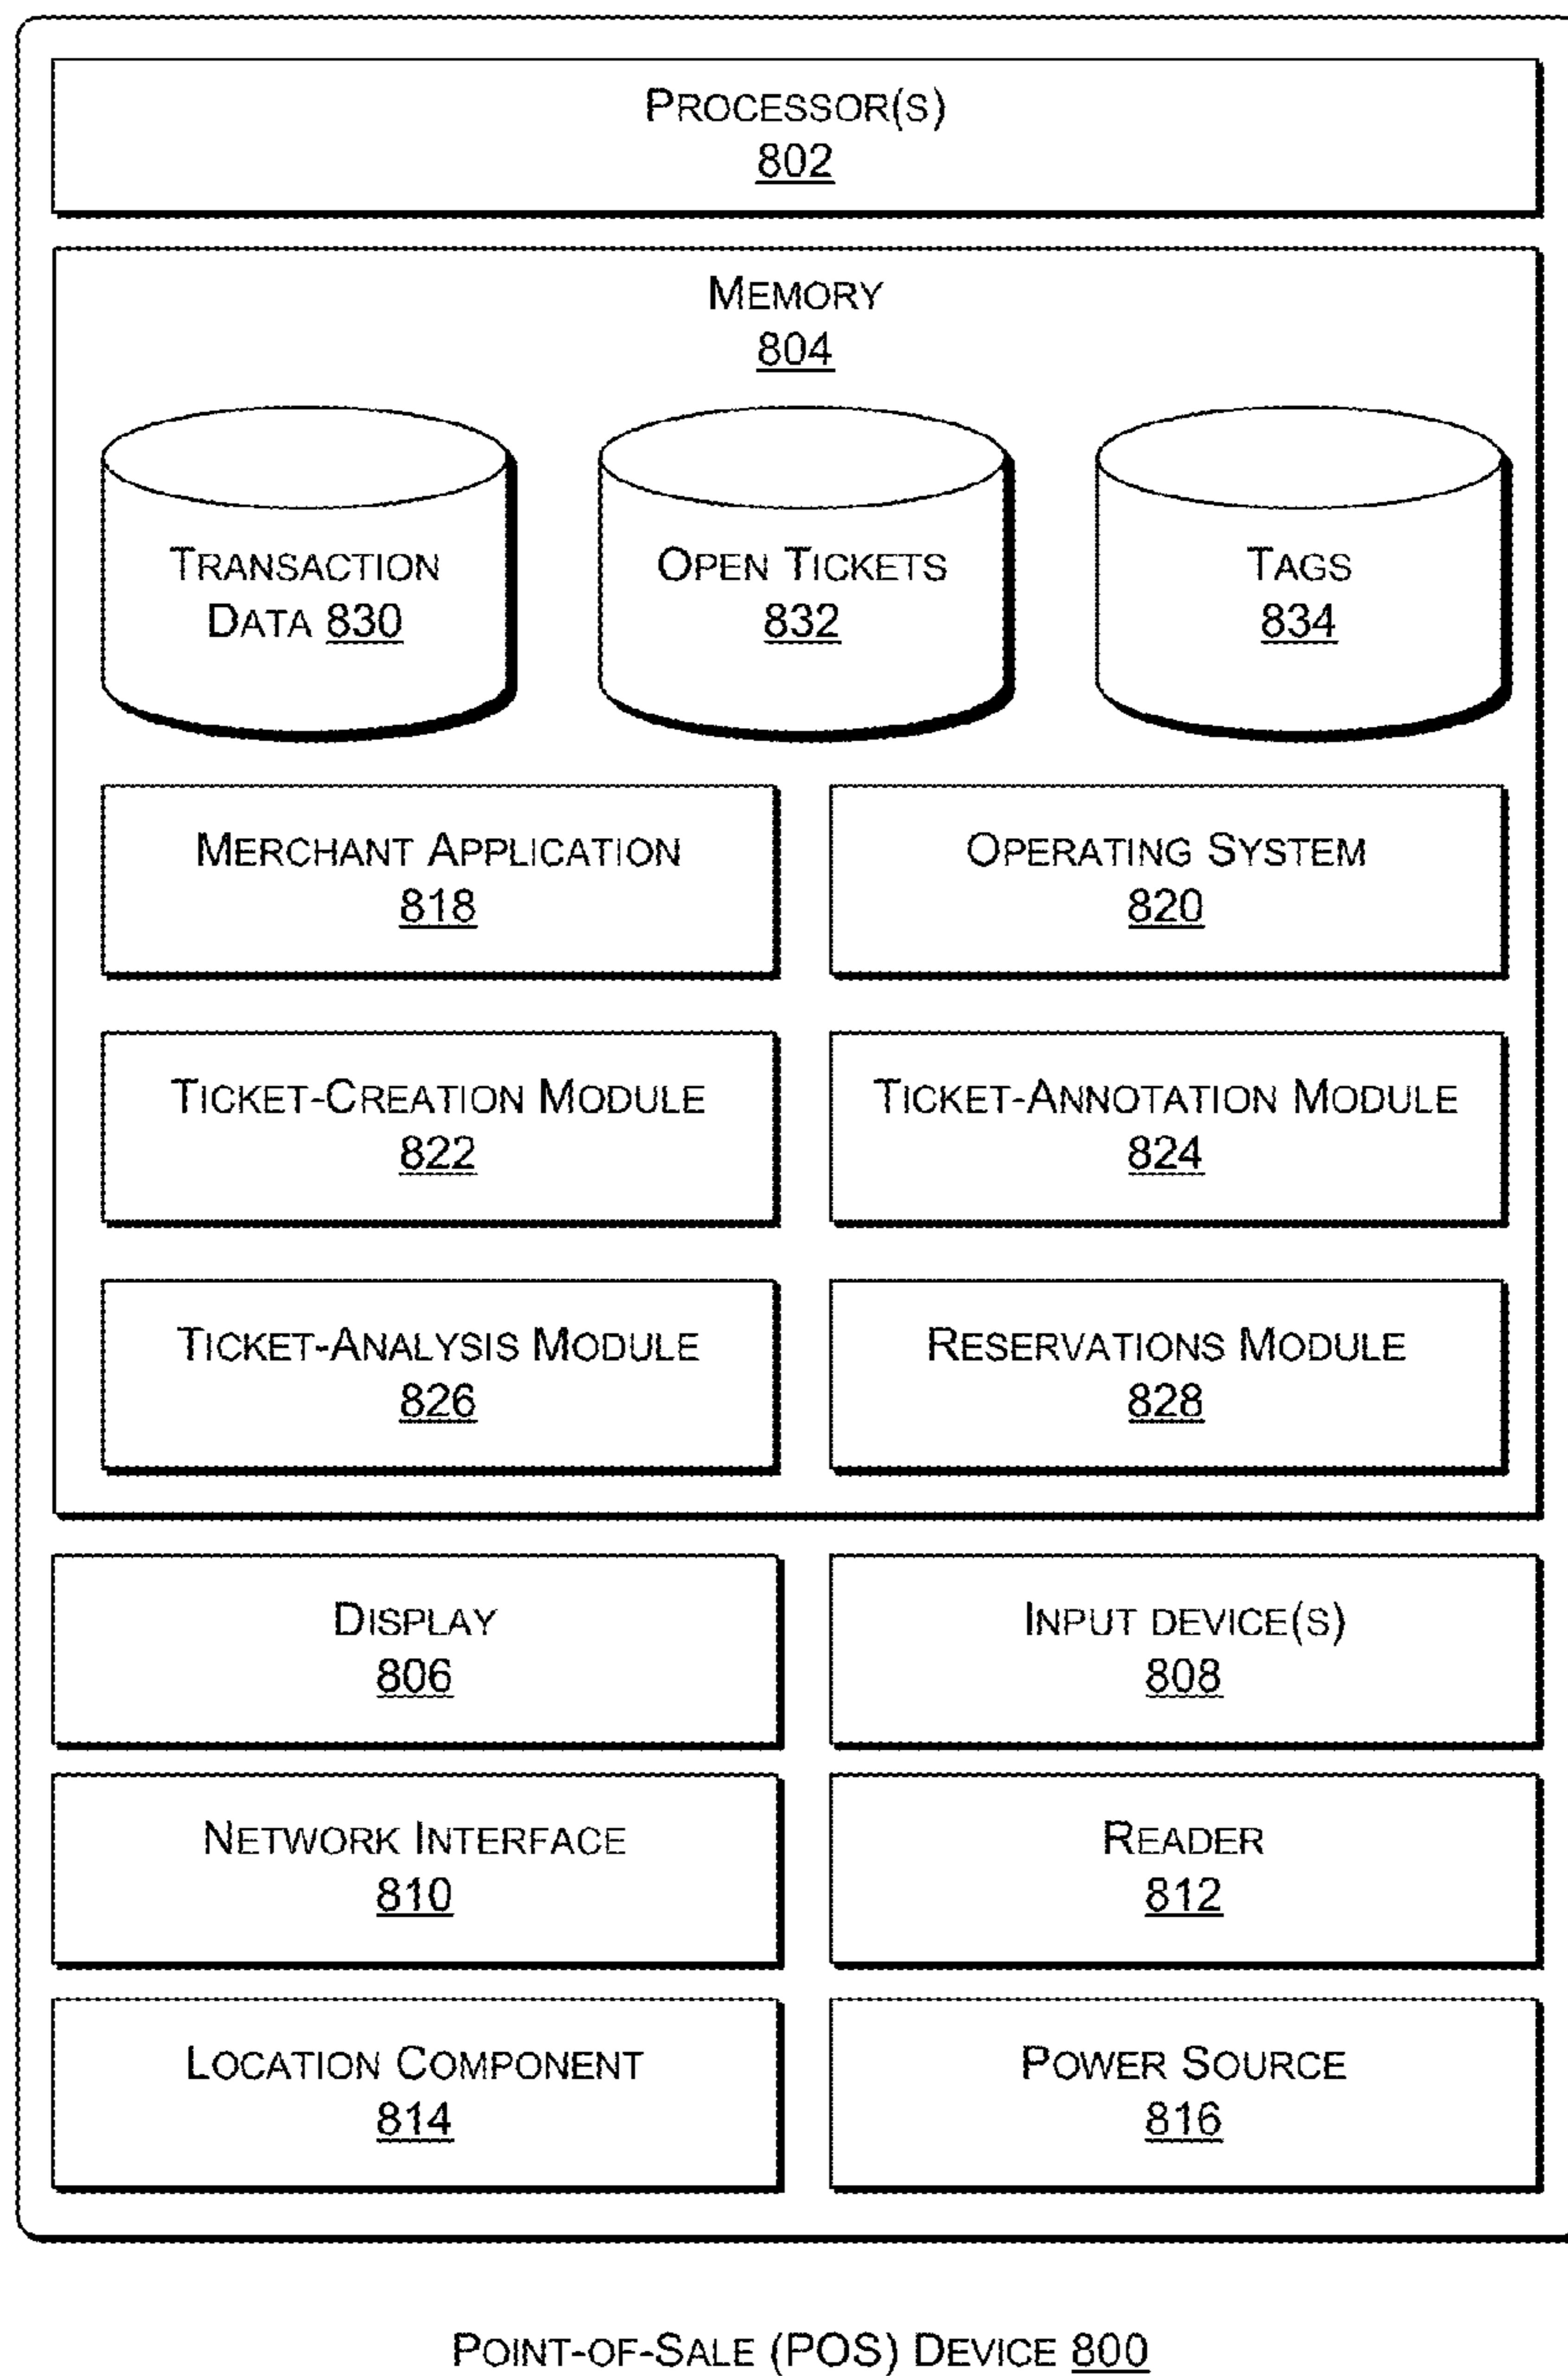 PROCESSOR(S)
802
MEMORY
804
TRANSACTION
DATA 830
OPEN TICKETS
832
TAGS
834
MERCHANT APPLICATION
818
OPERATING SYSTEM
820
TICKET-CREATION MODULE
822
TICKET-ANNOTATION MODULE
824
TICKET-ANALYSIS MODULE
826
RESERVATIONS MODULE
828
DISPLAY
806
INPUT DEVICE(S)
808
NETWORK INTERFACE
810
READER
812
LOCATION COMPONENT
814
POWER SOURCE
816
POINT-OF-SALE (POS) DEVICE 800